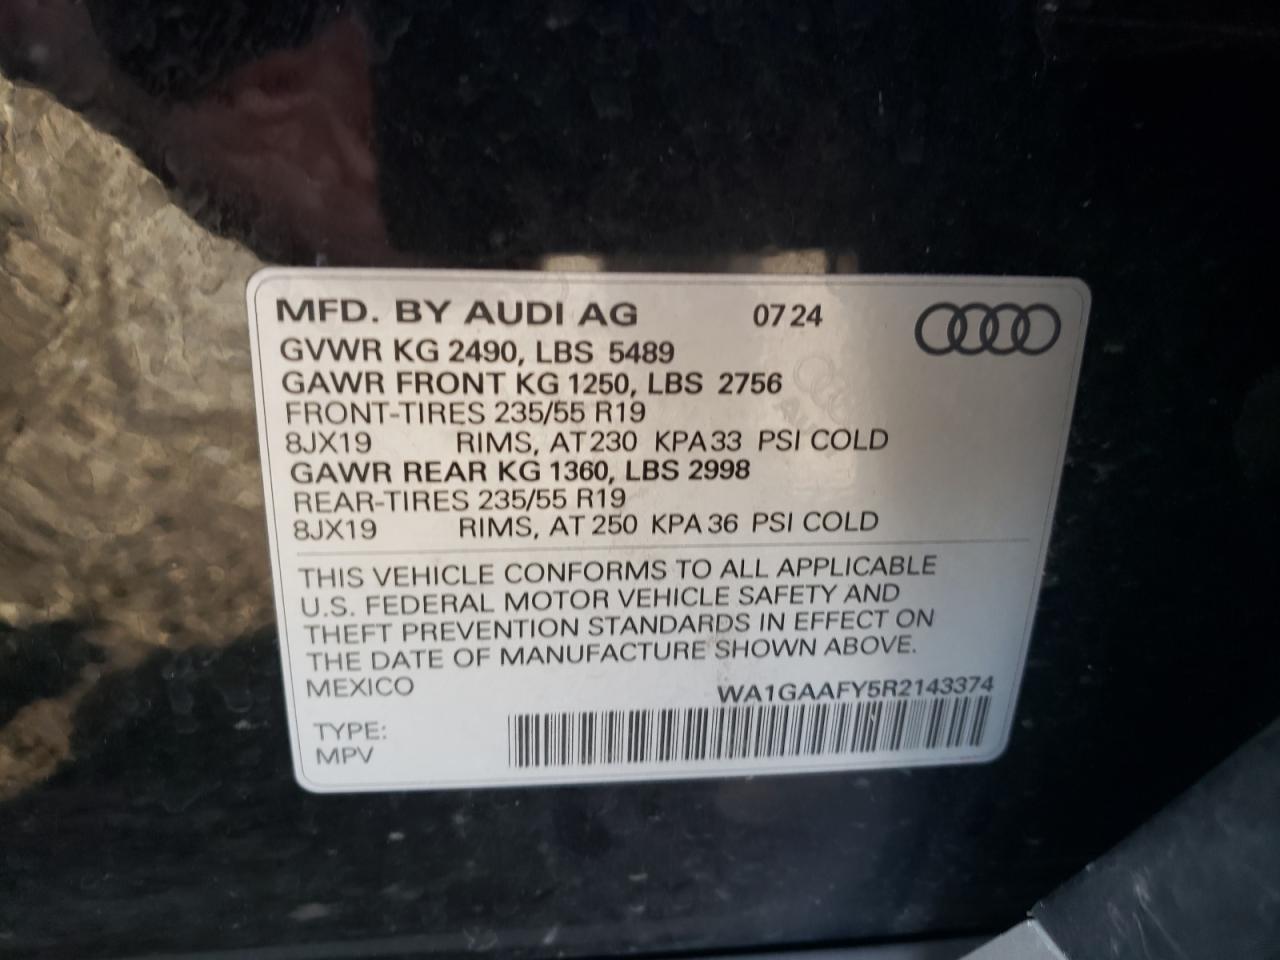 MFD. BY AUDI AG 07 24
GVWR KG 2490, LBS 5489
GAWR FRONT KG 1250, LBS 2756
FRONT-TIRES 235/55 R19
8JX19 RIMS, AT 230 KPA 33 PSI COLD
GAWR REAR KG 1360, LBS 2998
REAR-TIRES 235/55 R19
8JX19 RIMS, AT 250 KPA 36 PSI COLD
THIS VEHICLE CONFORMS TO ALL APPLICABLE
U.S. FEDERAL MOTOR VEHICLE SAFETY AND
THEFT PREVENTION STANDARDS IN EFFECT ON
THE DATE OF MANUFACTURE SHOWN ABOVE.
MEXICO WA1GAAFY5R2143374
TYPE:
MPV